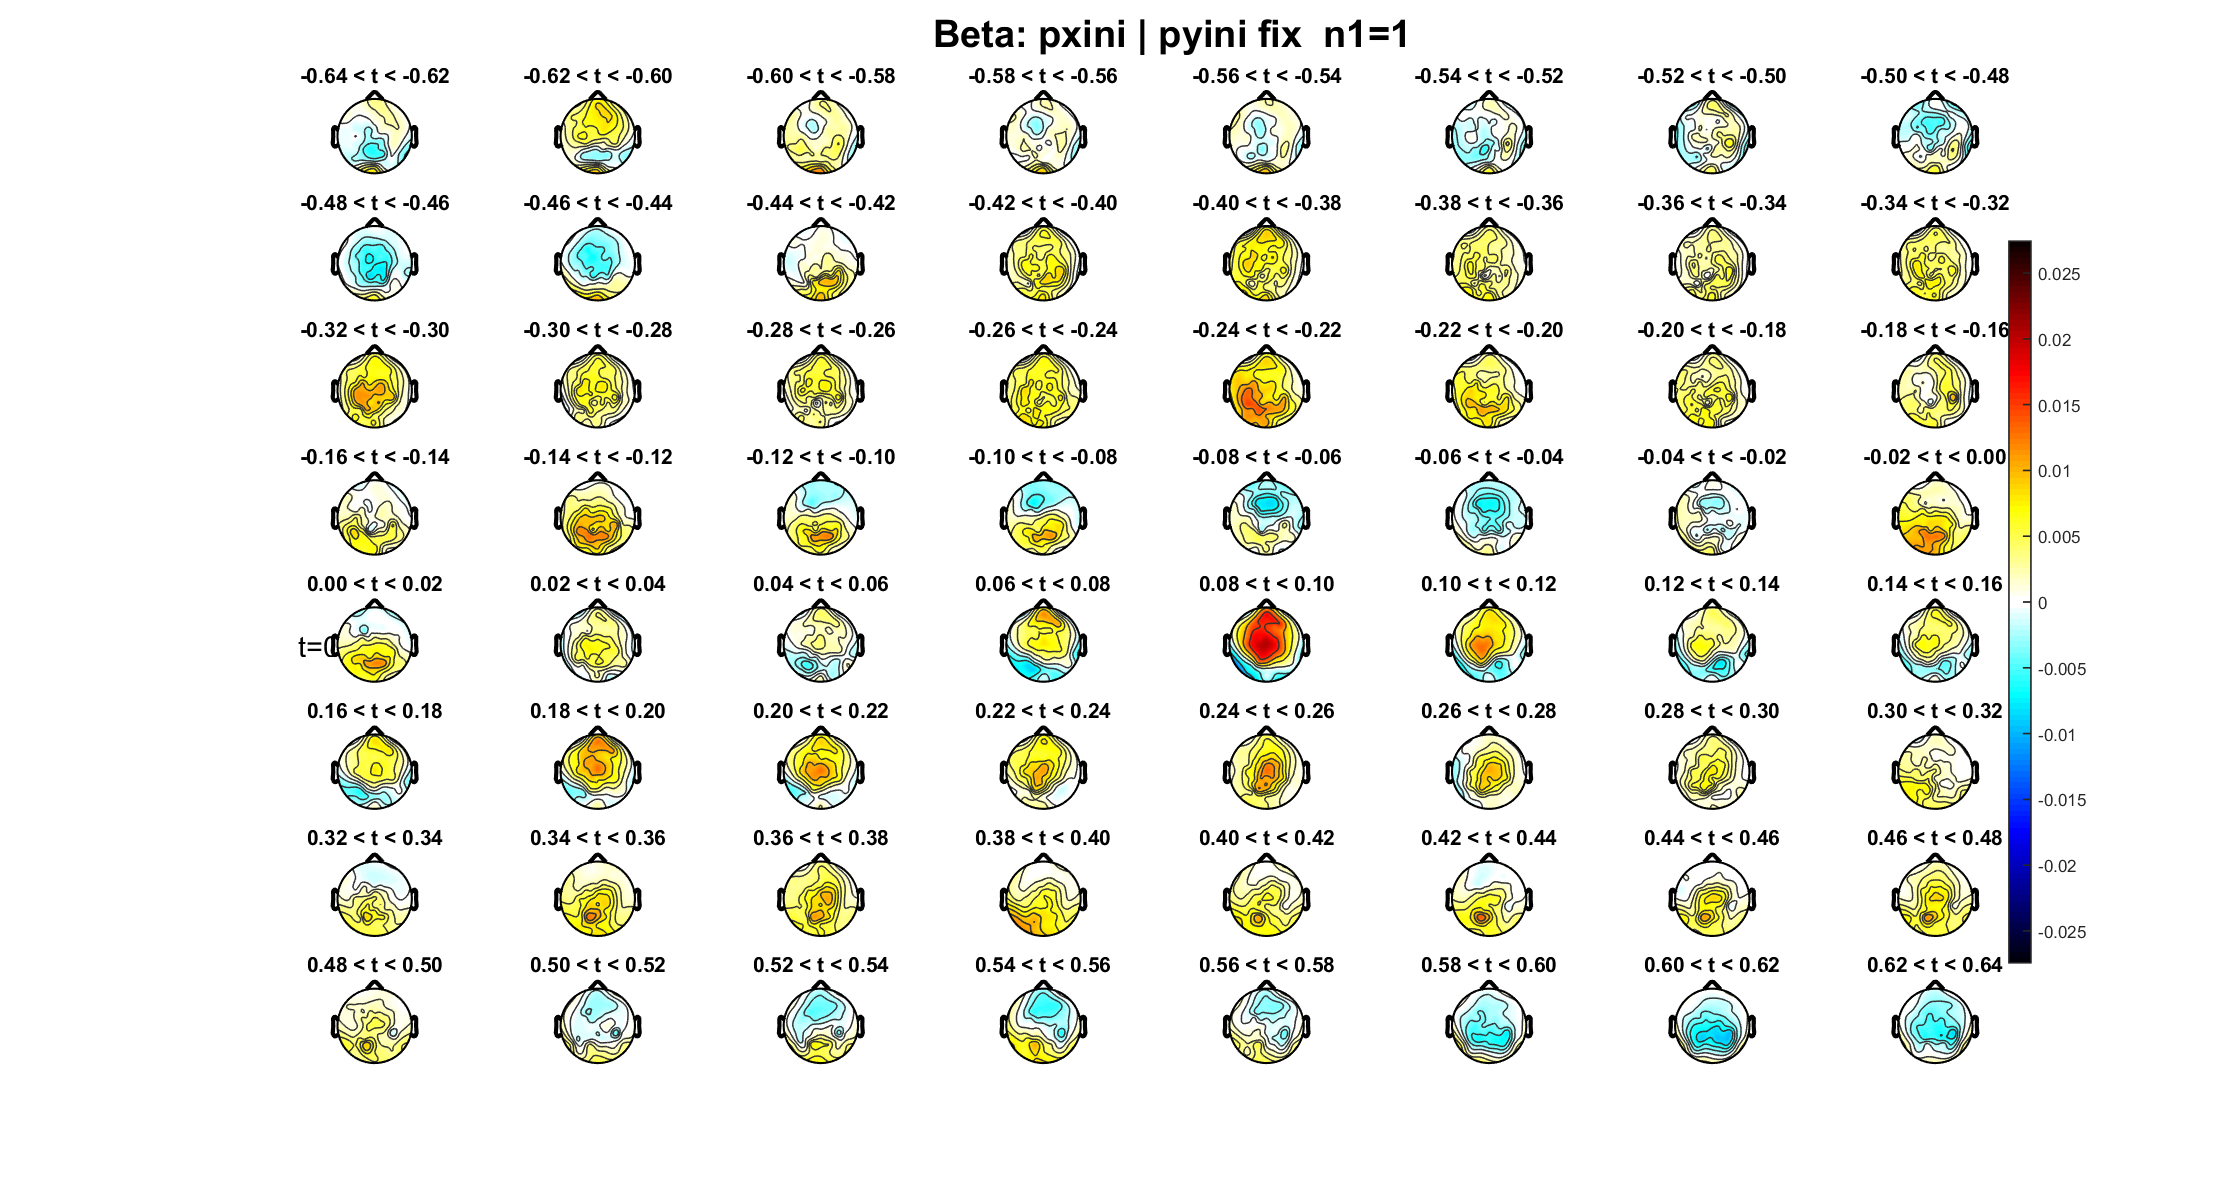 Beta: pxini | pyini fix  n1=1
-0.64 < t < -0.62
-0.62 < t < -0.60
-0.60 < t < -0.58
-0.58 < t < -0.56
-0.56 < t < -0.54
-0.54 < t < -0.52
-0.52 < t < -0.50
-0.50 < t < -0.48
-0.48 < t < -0.46
-0.46 < t < -0.44
-0.44 < t < -0.42
-0.42 < t < -0.40
-0.40 < t < -0.38
-0.38 < t < -0.36
-0.36 < t < -0.34
-0.34 < t < -0.32
-0.32 < t < -0.30
-0.30 < t < -0.28
-0.28 < t < -0.26
-0.26 < t < -0.24
-0.24 < t < -0.22
-0.22 < t < -0.20
-0.20 < t < -0.18
-0.18 < t < -0.16
-0.16 < t < -0.14
-0.14 < t < -0.12
-0.12 < t < -0.10
-0.10 < t < -0.08
-0.08 < t < -0.06
-0.06 < t < -0.04
-0.04 < t < -0.02
-0.02 < t < 0.00
0.00 < t < 0.02
0.02 < t < 0.04
0.04 < t < 0.06
0.06 < t < 0.08
0.08 < t < 0.10
0.10 < t < 0.12
0.12 < t < 0.14
0.14 < t < 0.16
t=0
0.16 < t < 0.18
0.18 < t < 0.20
0.20 < t < 0.22
0.22 < t < 0.24
0.24 < t < 0.26
0.26 < t < 0.28
0.28 < t < 0.30
0.30 < t < 0.32
0.32 < t < 0.34
0.34 < t < 0.36
0.36 < t < 0.38
0.38 < t < 0.40
0.40 < t < 0.42
0.42 < t < 0.44
0.44 < t < 0.46
0.46 < t < 0.48
0.48 < t < 0.50
0.50 < t < 0.52
0.52 < t < 0.54
0.54 < t < 0.56
0.56 < t < 0.58
0.58 < t < 0.60
0.60 < t < 0.62
0.62 < t < 0.64
0.025
0.02
0.015
0.01
0.005
0
-0.005
-0.01
-0.015
-0.02
-0.025